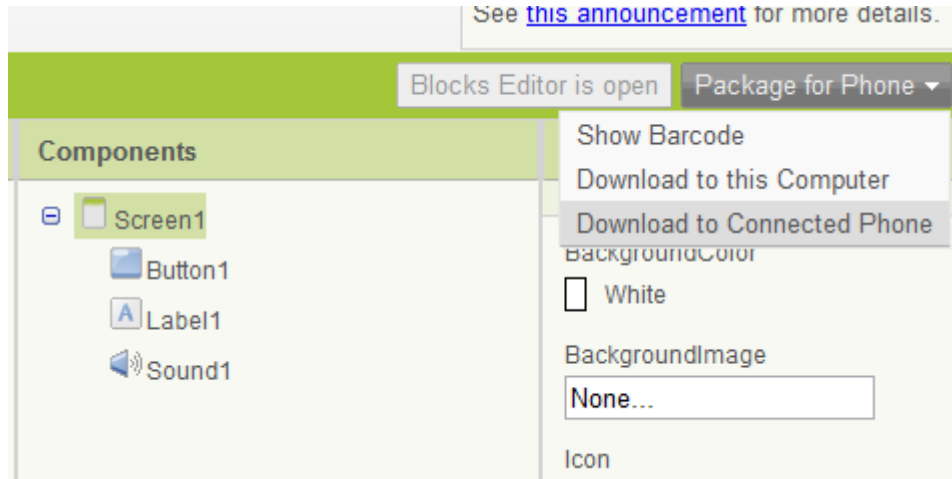 See this announcement for more details.
Blocks Editor is open
Package for Phone
Show Barcode
Download to this Computer
Download to Connected Phone
Components
Screen1
Button1
Label1
Sound1
BackgroundColor
White
BackgroundImage
None...
Icon